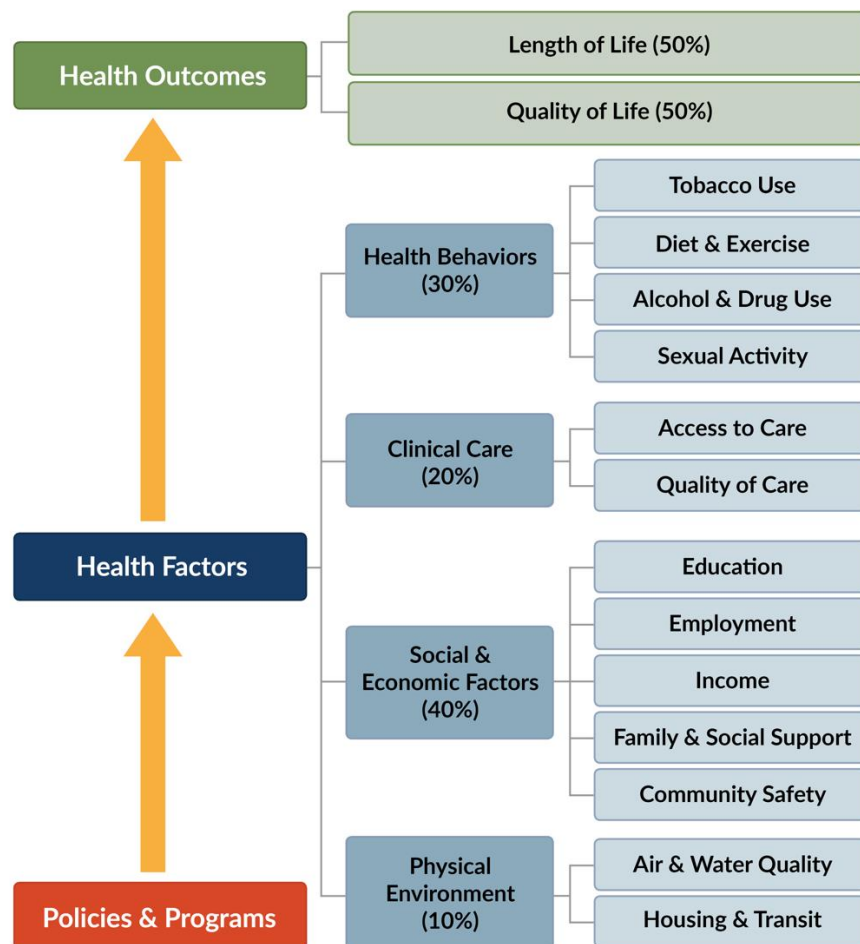 Health Outcomes
Length of Life (50%)
Quality of Life (50%)
Health Factors
Health Behaviors
(30%)
Tobacco Use
Diet & Exercise
Alcohol & Drug Use
Sexual Activity
Clinical Care
(20%)
Access to Care
Quality of Care
Social &
Economic Factors
(40%)
Education
Employment
Income
Family & Social Support
Community Safety
Physical
Environment
(10%)
Air & Water Quality
Housing & Transit
Policies & Programs